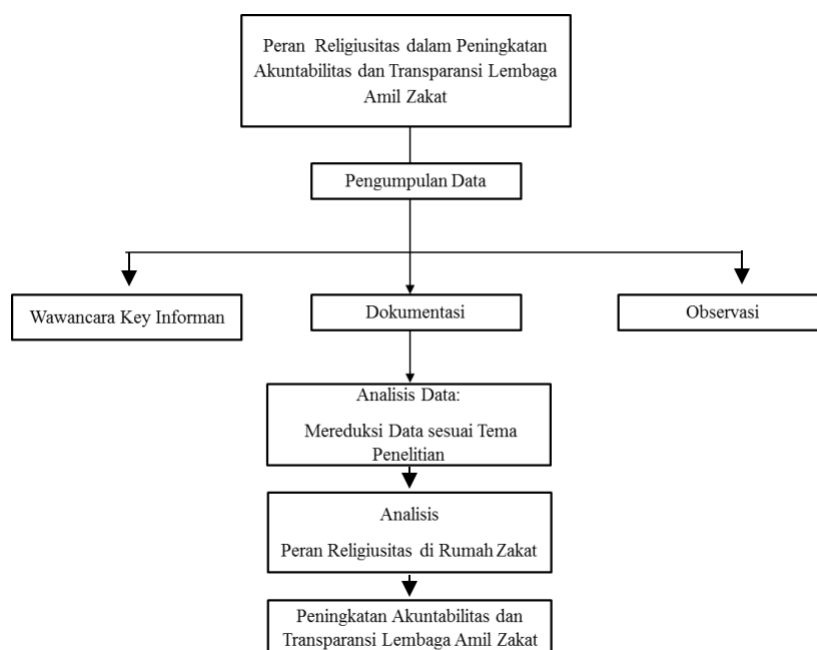 Peran Religiusitas dalam Peningkatan
Akuntabilitas dan Transparansi Lembaga
Amil Zakat
Pengumpulan Data
Wawancara Key Informan
Dokumentasi
Observasi
Analisis Data:
Mereduksi Data sesuai Tema
Penelitian
Analisis
Peran Religiusitas di Rumah Zakat
Peningkatan Akuntabilitas dan
Transparansi Lembaga Amil Zakat